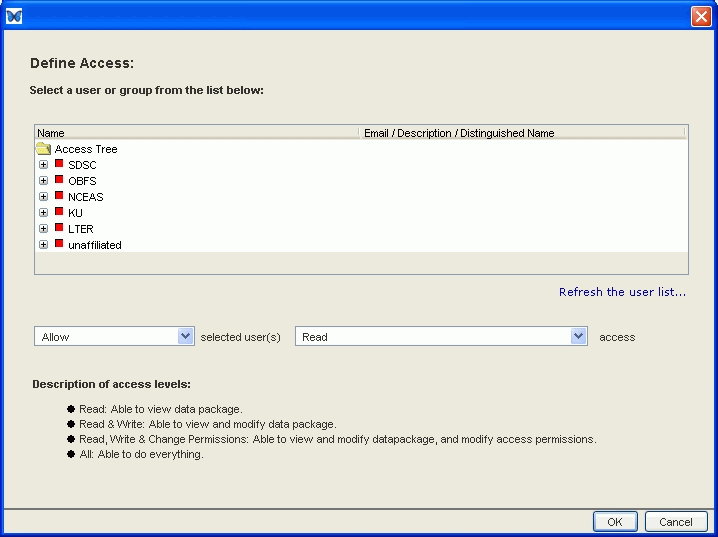 Define Access:
Select a user or group from the list below:
Name Email / Description / Distinguished Name
Access Tree
SDSC
OBFS
NCEAS
KU
LTER
unaffiliated
Refresh the user list...
Allow selected user(s) Read access
Description of access levels:
Read: Able to view data package.
Read & Write: Able to view and modify data package.
Read, Write & Change Permissions: Able to view and modify datapackage, and modify access permissions.
All: Able to do everything.
OK Cancel